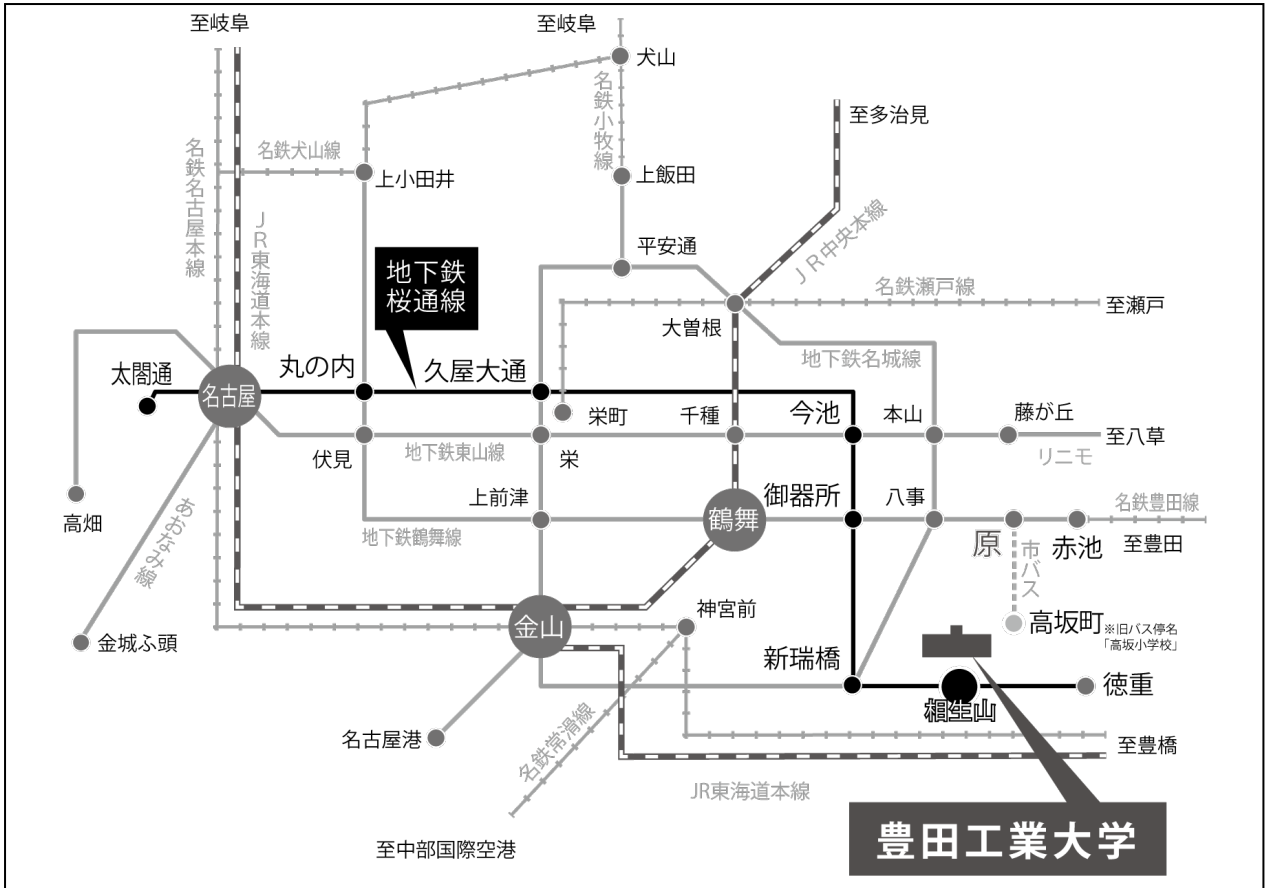 至岐阜
至岐阜
犬山
名鉄小牧線
至多治見
名鉄名古屋本線
名鉄犬山線
上小田井
上飯田
JR東海道本線
JR中央本線
平安通
地下鉄
桜通線
名鉄瀬戸線
至瀬戸
大曽根
地下鉄名城線
太閤通
名古屋
丸の内
久屋大通
栄町
千種
今池
本山
藤が丘
至八草
リニモ
伏見
地下鉄東山線
栄
高畑
あおなみ線
上前津
地下鉄鶴舞線
鶴舞
御器所
八事
原
赤池
名鉄豊田線
至豊田
市バス
金城ふ頭
金山
神宮前
高坂町
※旧バス停名
「高坂小学校」
新瑞橋
相生山
徳重
名古屋港
名鉄常滑線
至豊橋
JR東海道本線
至中部国際空港
豊田工業大学